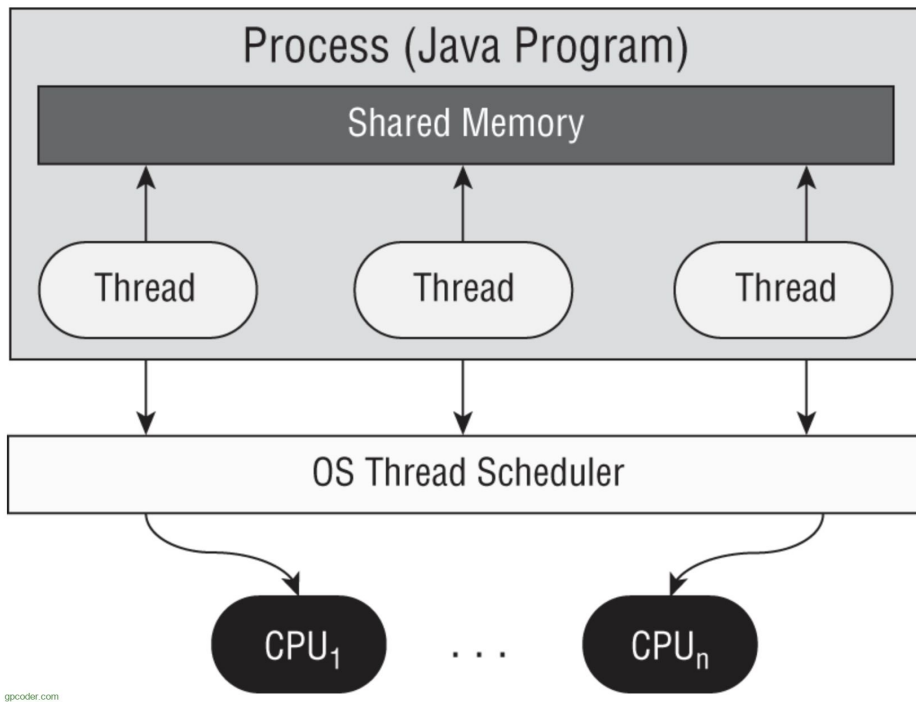 Process (Java Program)
Shared Memory
Thread Thread Thread
OS Thread Scheduler
CPU₁ . . . CPUₙ
gpcoder.com